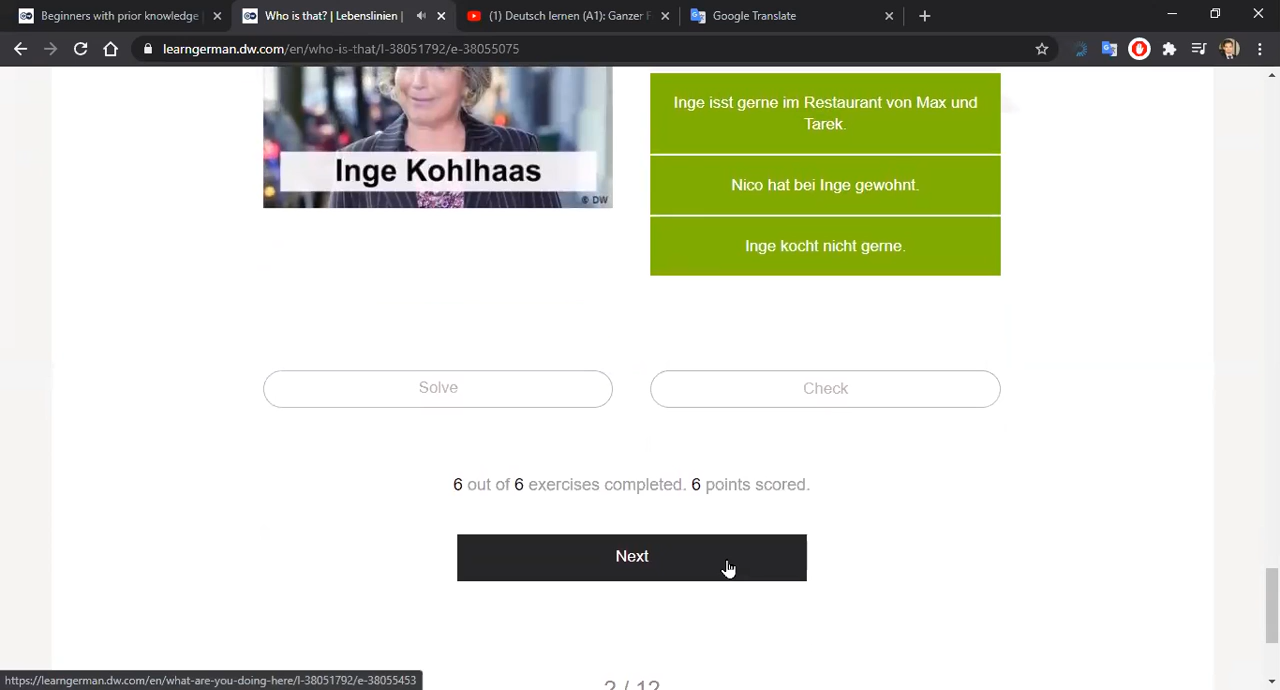 Beginners with prior knowledge
Who is that? | Lebenslinien |
(1) Deutsch lernen (A1): Ganzer F
Google Translate
learngerman.dw.com/en/who-is-that/l-38051792/e-38055075
Inge Kohlhaas
© DW
Inge isst gerne im Restaurant von Max und
Tarek.
Nico hat bei Inge gewohnt.
Inge kocht nicht gerne.
Solve
Check
6 out of 6 exercises completed. 6 points scored.
Next
2 / 12
https://learngerman.dw.com/en/what-are-you-doing-here/l-38051792/e-38055453